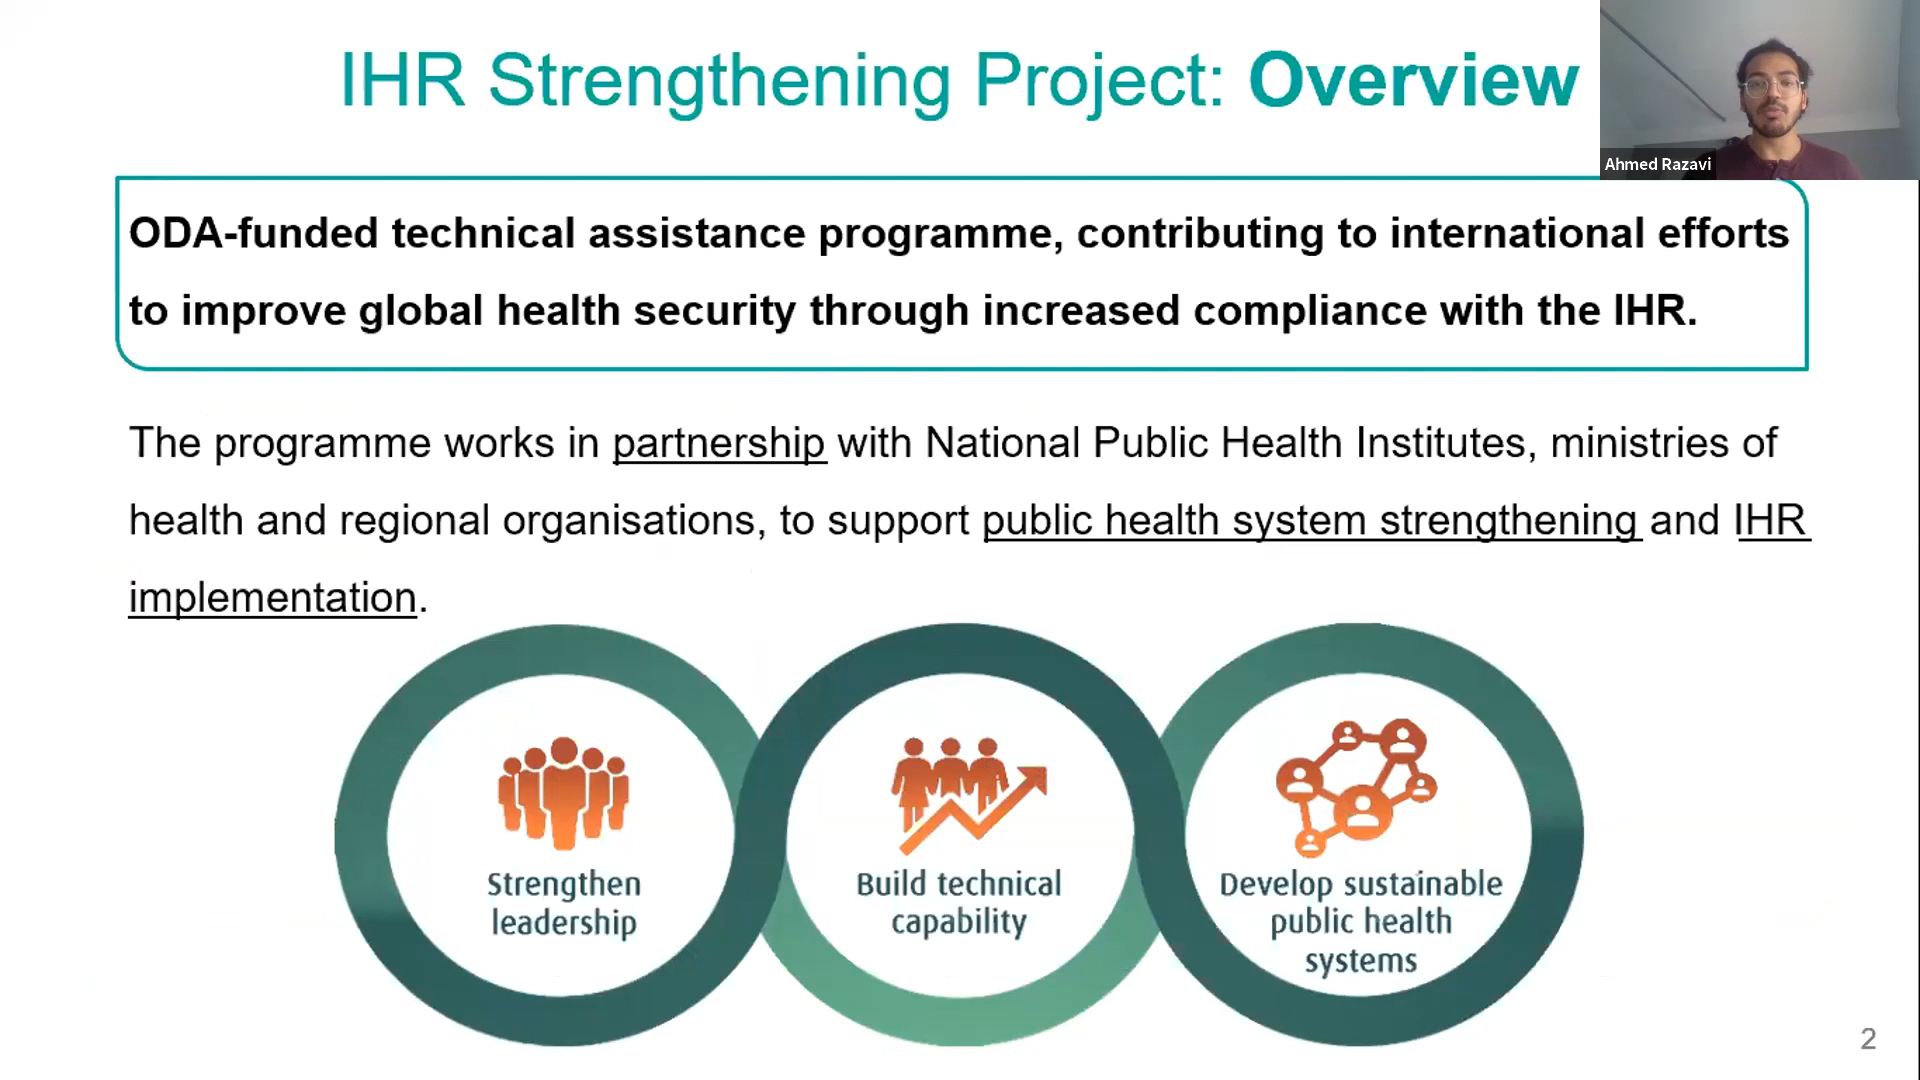 IHR Strengthening Project: Overview
Ahmed Razavi
ODA-funded technical assistance programme, contributing to international efforts
to improve global health security through increased compliance with the IHR.
The programme works in partnership with National Public Health Institutes, ministries of
health and regional organisations, to support public health system strengthening and IHR
implementation.
Strengthen
leadership
Build technical
capability
Develop sustainable
public health
systems
2